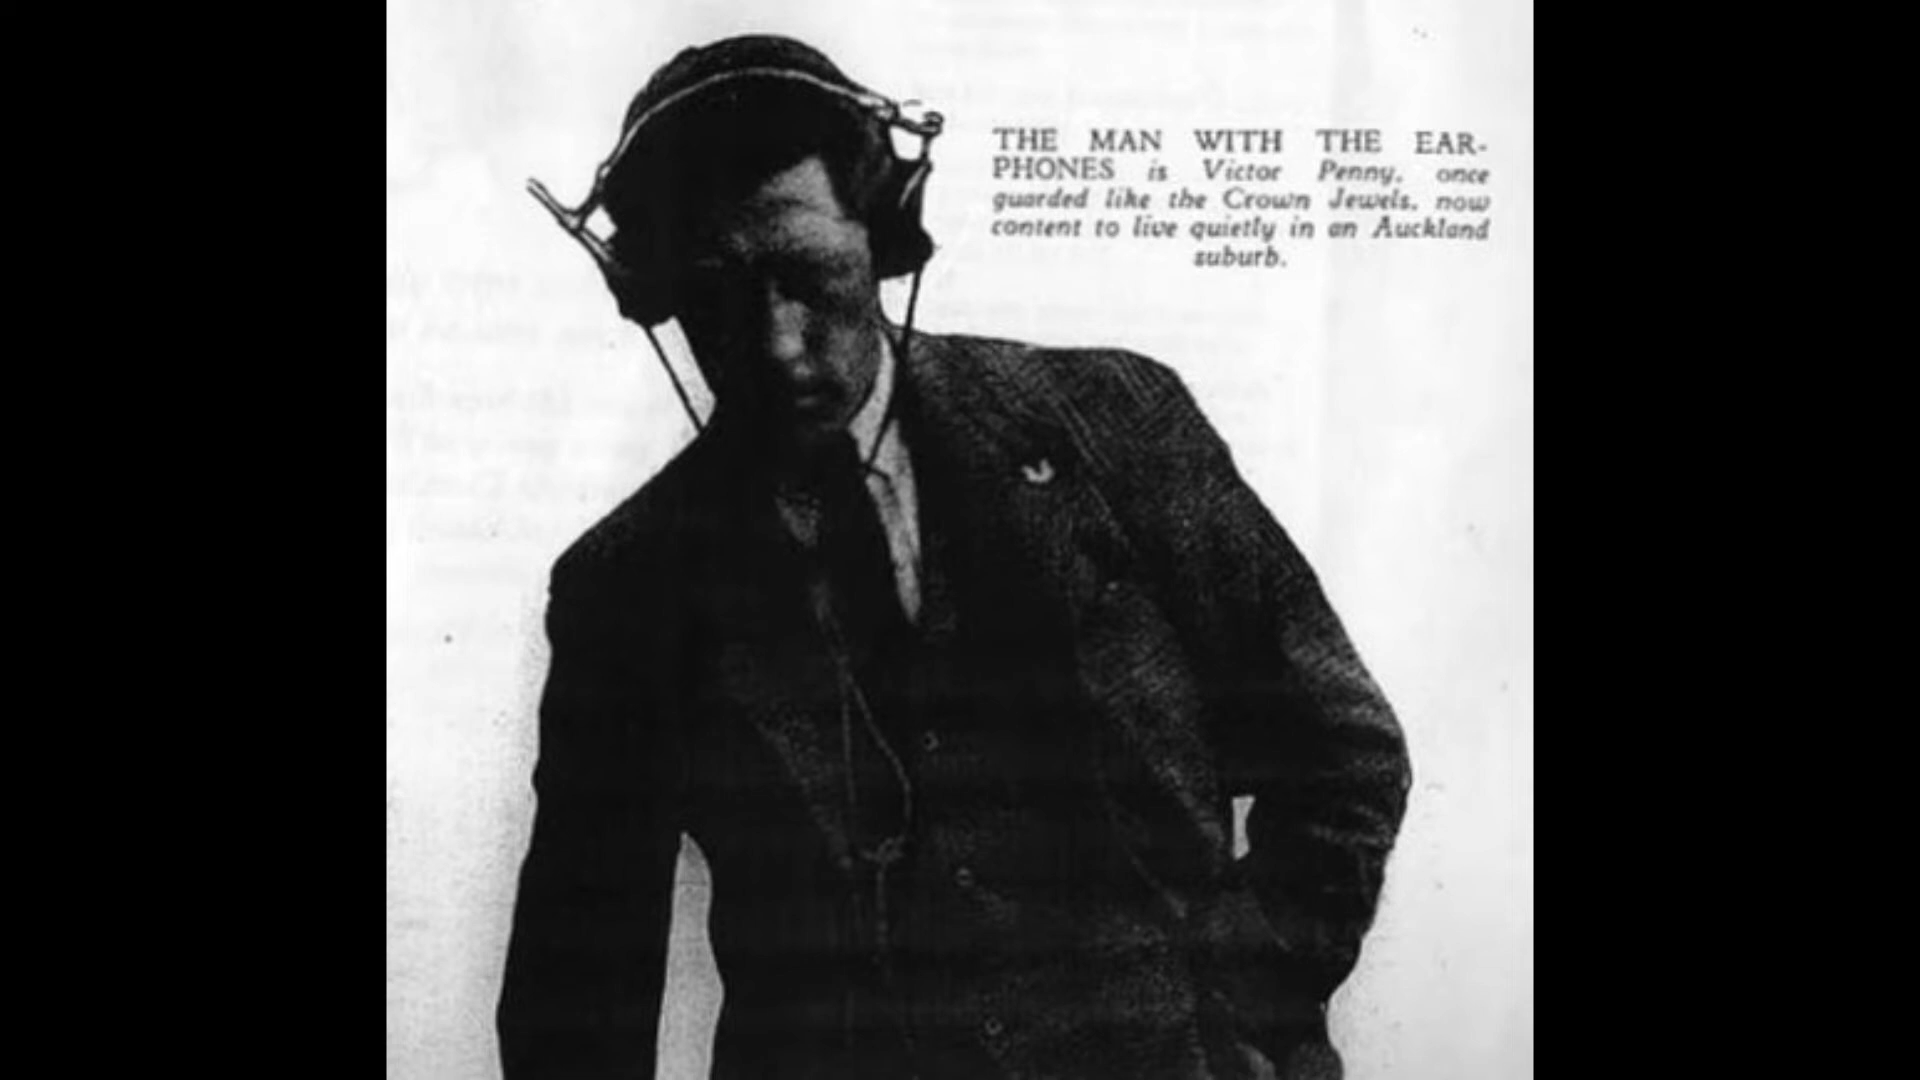 THE MAN WITH THE EAR-
PHONES is Victor Penny, once
guarded like the Crown Jewels, now
content to live quietly in an Auckland
suburb.